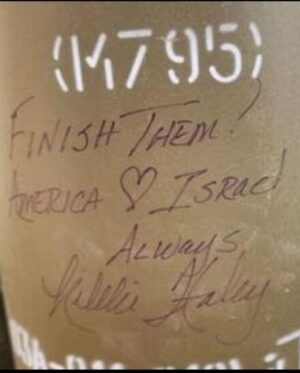 (M795)
FINISH THEM!
AMERICA ♡ ISRAEL
ALWAYS
Nikki Haley